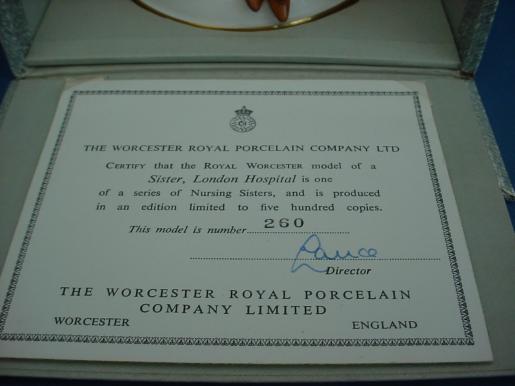 THE WORCESTER ROYAL PORCELAIN COMPANY LTD
CERTIFY that the ROYAL WORCESTER model of a
Sister, London Hospital is one
of a series of Nursing Sisters, and is produced
in an edition limited to five hundred copies.
This model is number 260
Director
THE WORCESTER ROYAL PORCELAIN
COMPANY LIMITED
WORCESTER ENGLAND